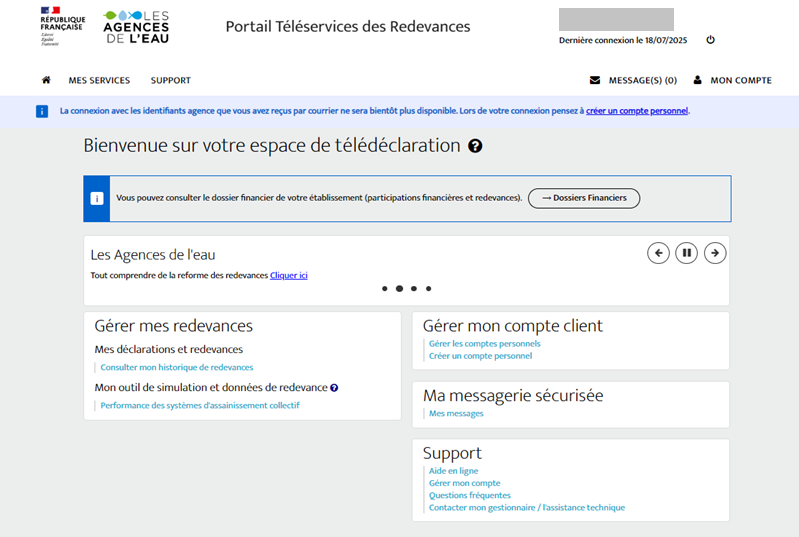 RÉPUBLIQUE
FRANÇAISE
Liberté
Égalité
Fraternité
LES
AGENCES
DE L'EAU
Portail Téléservices des Redevances
Dernière connexion le 18/07/2025
MES SERVICES
SUPPORT
MESSAGE(S) (0)
MON COMPTE
i
La connexion avec les identifiants agence que vous avez reçus par courrier ne sera bientôt plus disponible. Lors de votre connexion pensez à créer un compte personnel.
Bienvenue sur votre espace de télédéclaration ?
i
Vous pouvez consulter le dossier financier de votre établissement (participations financières et redevances).
→ Dossiers Financiers
Les Agences de l'eau
Tout comprendre de la reforme des redevances Cliquer ici
Gérer mes redevances
Mes déclarations et redevances
Consulter mon historique de redevances
Mon outil de simulation et données de redevance ?
Performance des systèmes d'assainissement collectif
Gérer mon compte client
Gérer les comptes personnels
Créer un compte personnel
Ma messagerie sécurisée
Mes messages
Support
Aide en ligne
Gérer mon compte
Questions fréquentes
Contacter mon gestionnaire / l'assistance technique